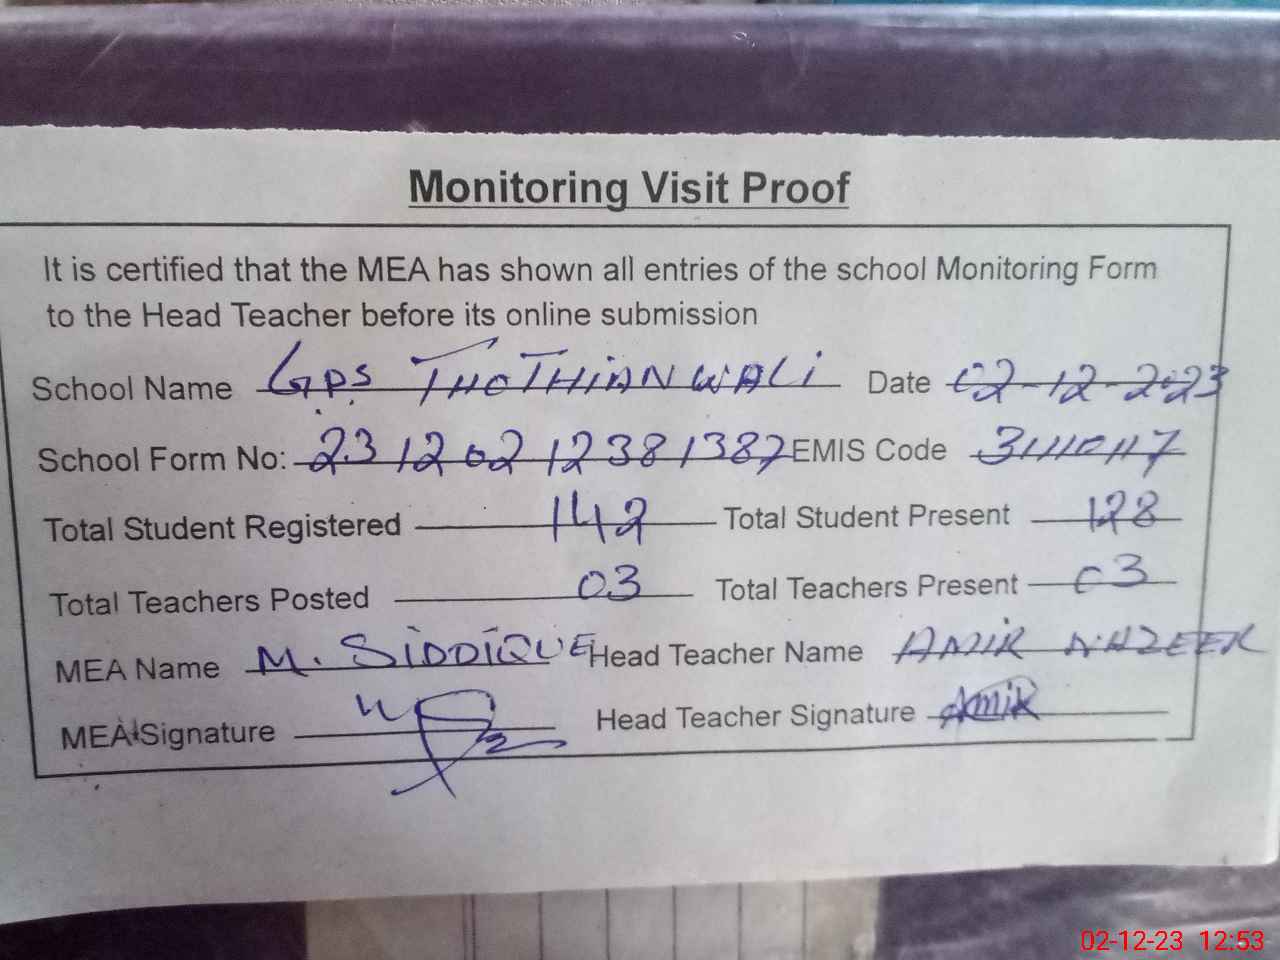 Monitoring Visit Proof
It is certified that the MEA has shown all entries of the school Monitoring Form
to the Head Teacher before its online submission
School Name GPS THOTHIANWALI Date 02-12-2023
School Form No: 23120212381387 EMIS Code 31110117
Total Student Registered 142 Total Student Present 128
Total Teachers Posted 03 Total Teachers Present 03
MEA Name M. SIDDIQUE Head Teacher Name AMIR NAZEER
MEA Signature Head Teacher Signature Amir
02-12-23 12:53